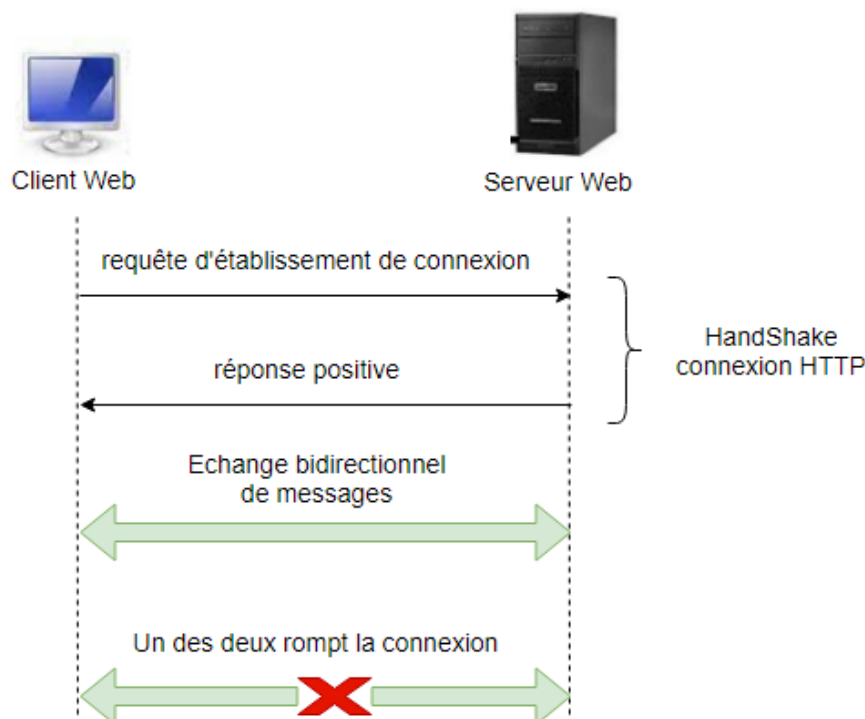 Client Web
Serveur Web
requête d'établissement de connexion
HandShake
connexion HTTP
réponse positive
Echange bidirectionnel
de messages
Un des deux rompt la connexion